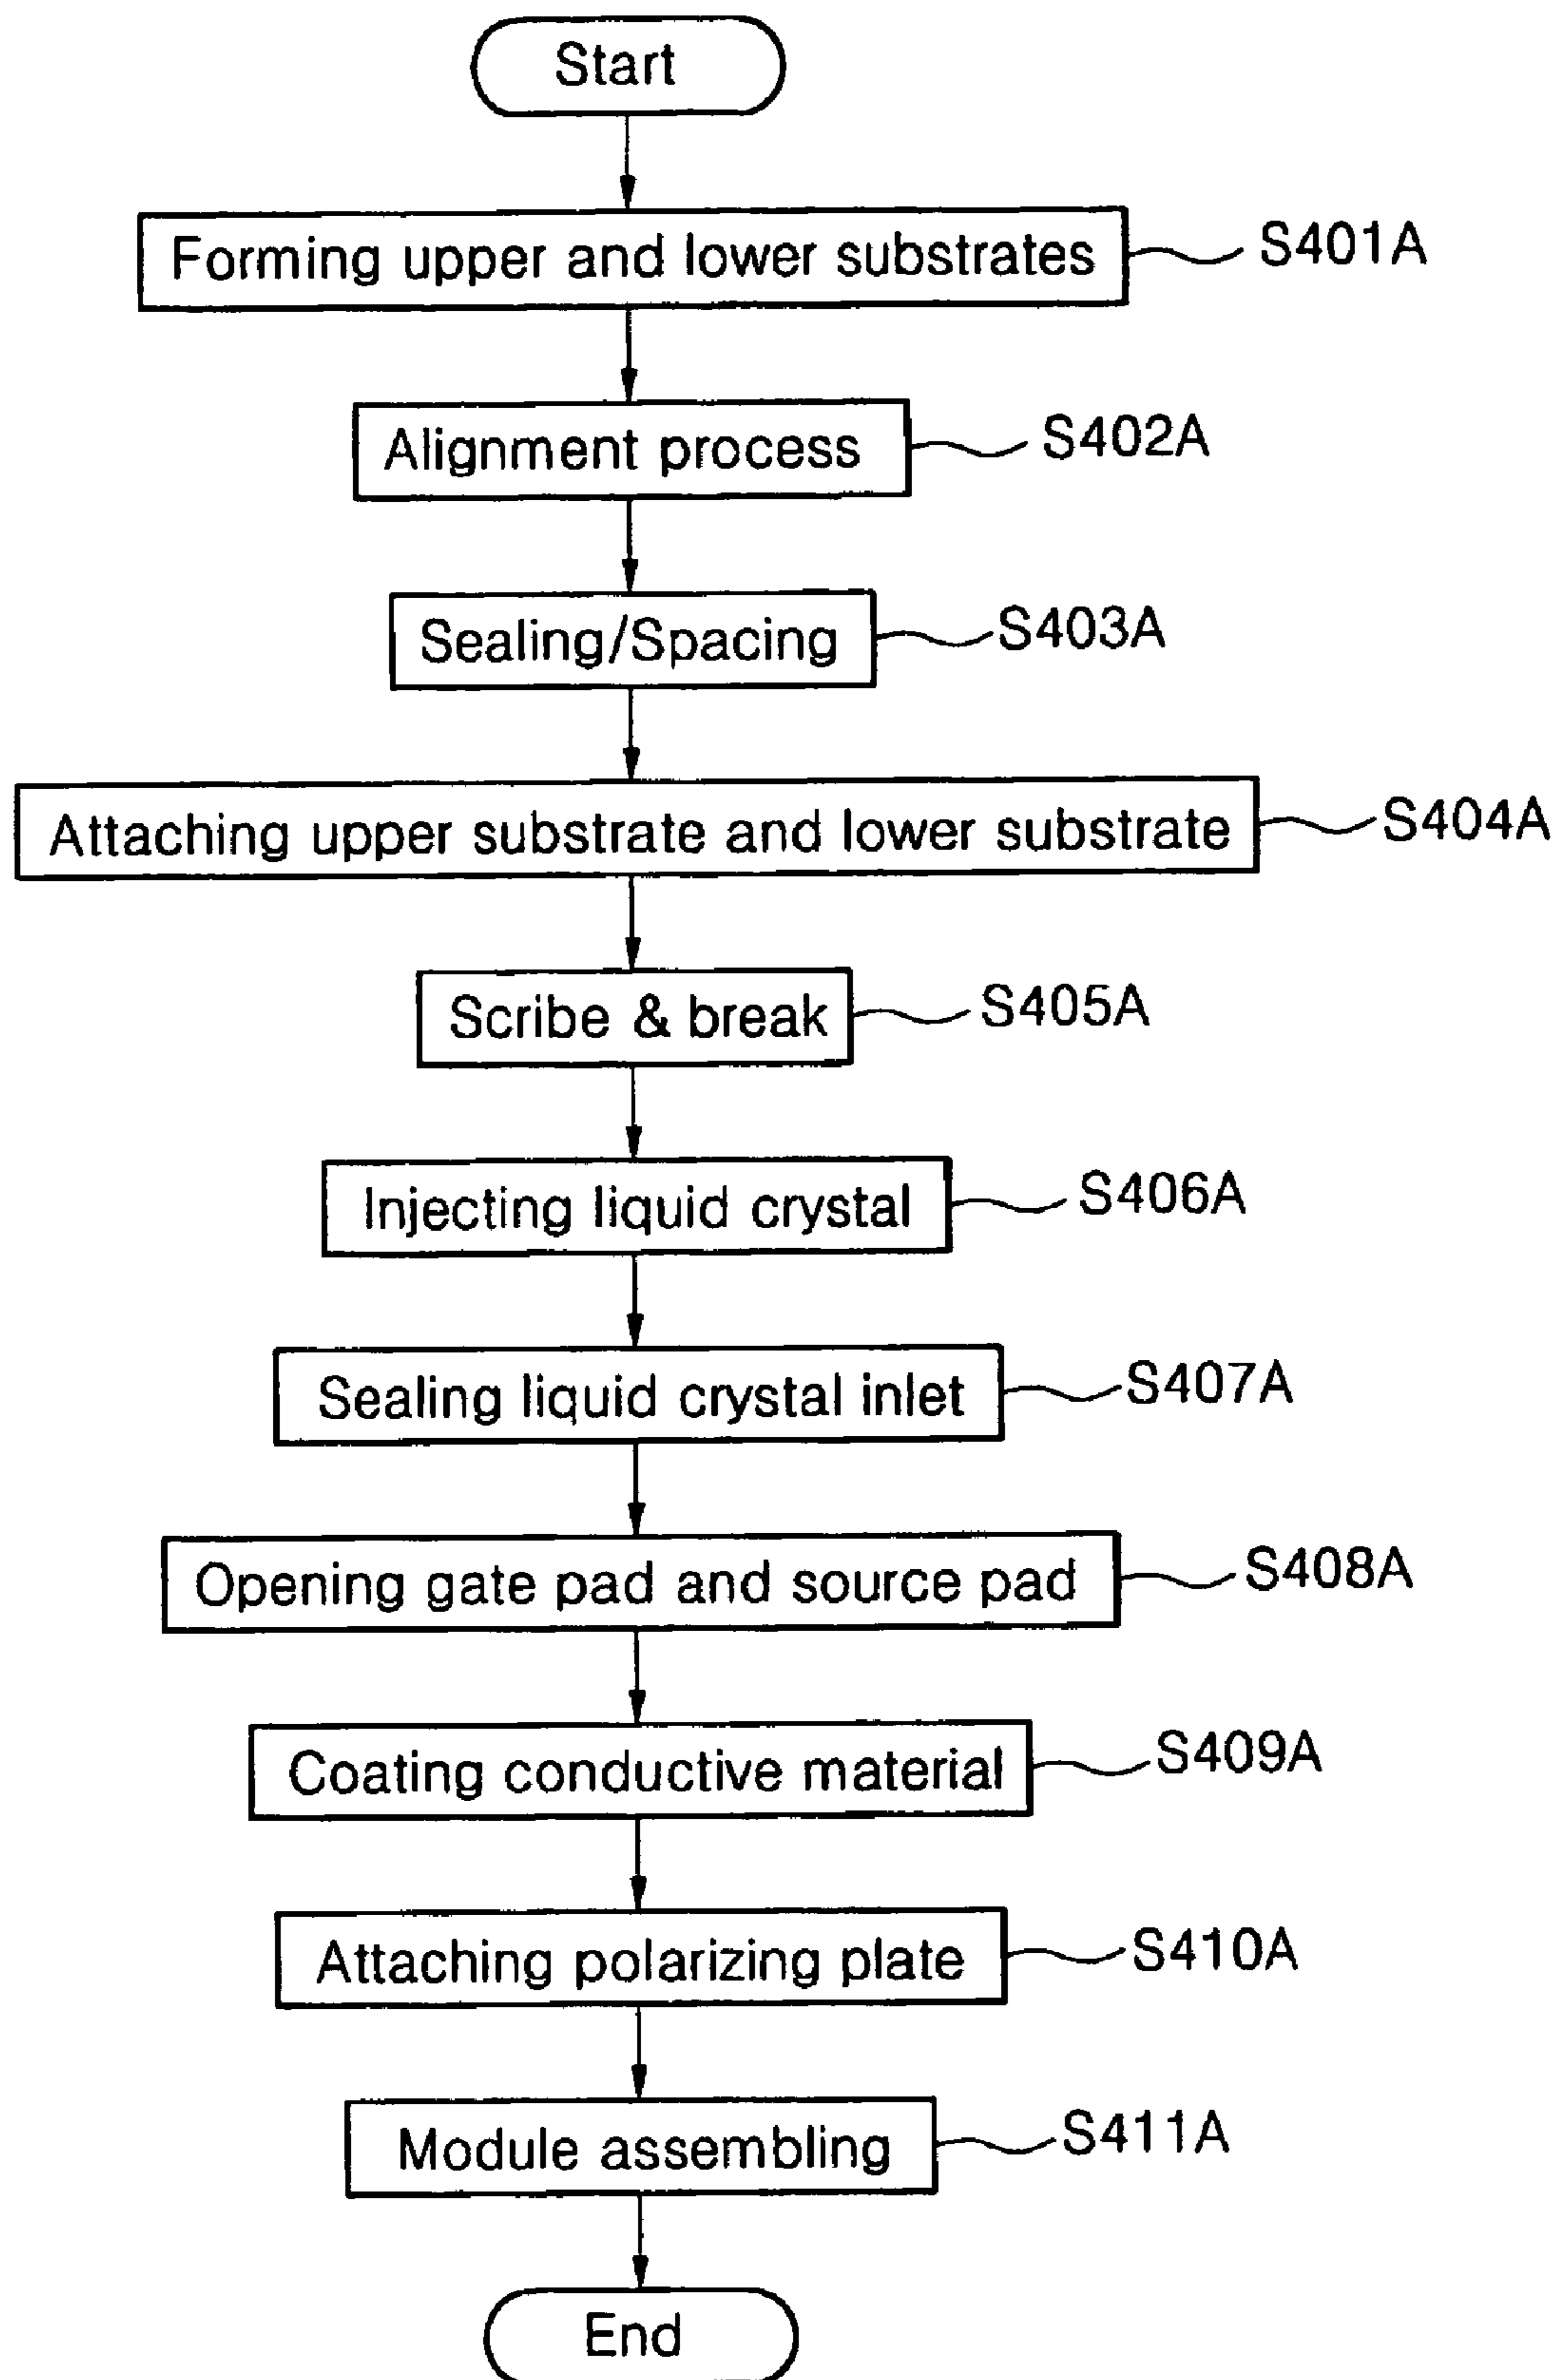 Start
Forming upper and lower substrates S401A
Alignment process S402A
Sealing/Spacing S403A
Attaching upper substrate and lower substrate S404A
Scribe & break S405A
Injecting liquid crystal S406A
Sealing liquid crystal inlet S407A
Opening gate pad and source pad S408A
Coating conductive material S409A
Attaching polarizing plate S410A
Module assembling S411A
End